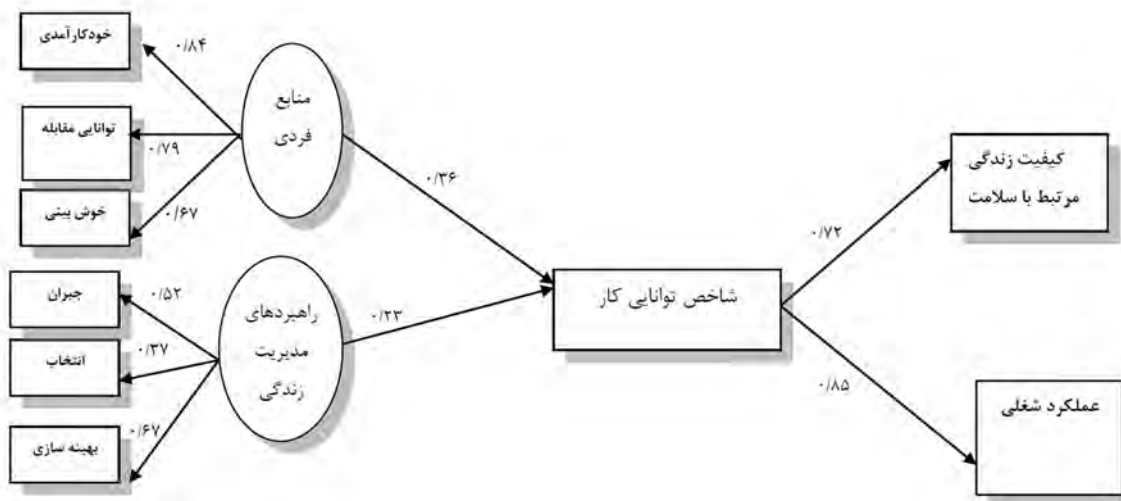 خودکارآمدی
۰/۸۴
توانایی مقابله
۰/۷۹
خوش بینی
۰/۶۷
منابع
فردی
۰/۳۶
جبران
۰/۵۲
انتخاب
۰/۳۷
بهینه سازی
۰/۶۷
راهبردهای
مدیریت
زندگی
۰/۲۳
شاخص توانایی کار
۰/۷۲
کیفیت زندگی
مرتبط با سلامت
۰/۸۵
عملکرد شغلی